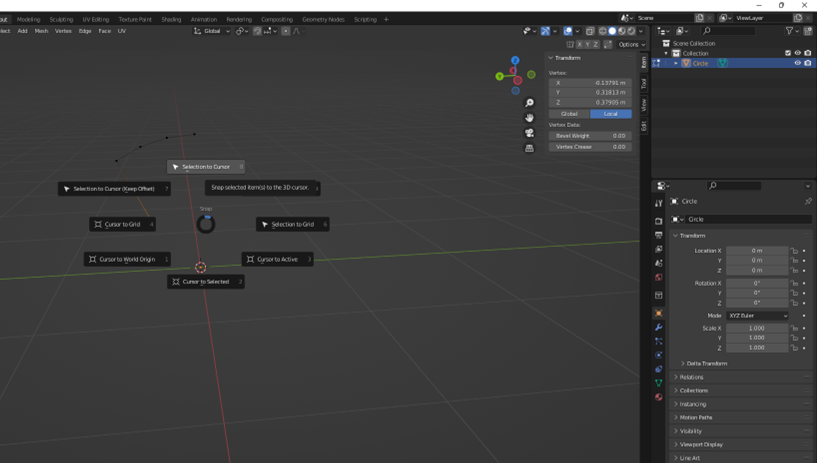 out Modeling Sculpting UV Editing Texture Paint Shading Animation Rendering Compositing Geometry Nodes Scripting +
Scene
ViewLayer
lect Add Mesh Vertex Edge Face UV
Global
X Y Z
Options
Transform
Vertex:
X -0.13791 m
Y 0.31813 m
Z 0.37905 m
Global Local
Vertex Data:
Bevel Weight 0.00
Vertex Crease 0.00
Item
Tool
View
Edit
Z
Y
Selection to Cursor 8
Selection to Cursor (Keep Offset) 7
Snap selected item(s) to the 3D cursor.
Snap
Cursor to Grid 4
Selection to Grid 6
Cursor to World Origin 1
Cursor to Active 3
Cursor to Selected 2
Scene Collection
Collection
Circle
Circle
Circle
Transform
Location X 0 m
Y 0 m
Z 0 m
Rotation X 0°
Y 0°
Z 0°
Mode XYZ Euler
Scale X 1.000
Y 1.000
Z 1.000
Delta Transform
Relations
Collections
Instancing
Motion Paths
Visibility
Viewport Display
Line Art